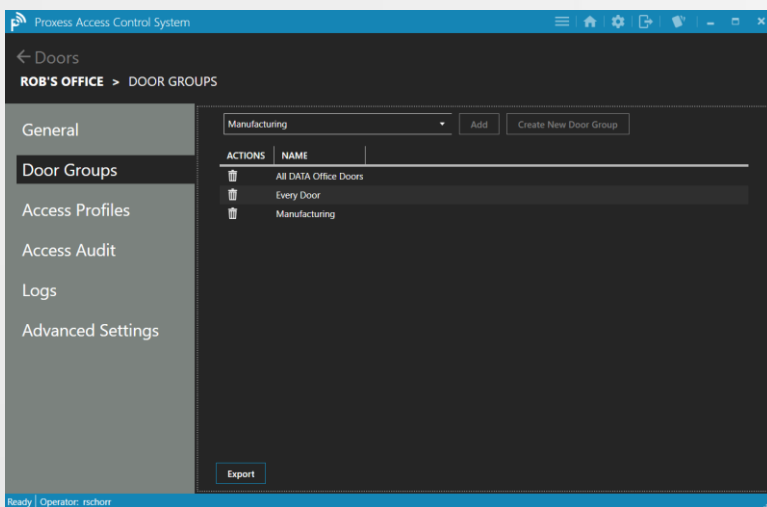 Proxess Access Control System
Doors
ROB'S OFFICE > DOOR GROUPS
General
Door Groups
Access Profiles
Access Audit
Logs
Advanced Settings
Manufacturing
Add
Create New Door Group
ACTIONS NAME
All DATA Office Doors
Every Door
Manufacturing
Export
Ready Operator: rschorr